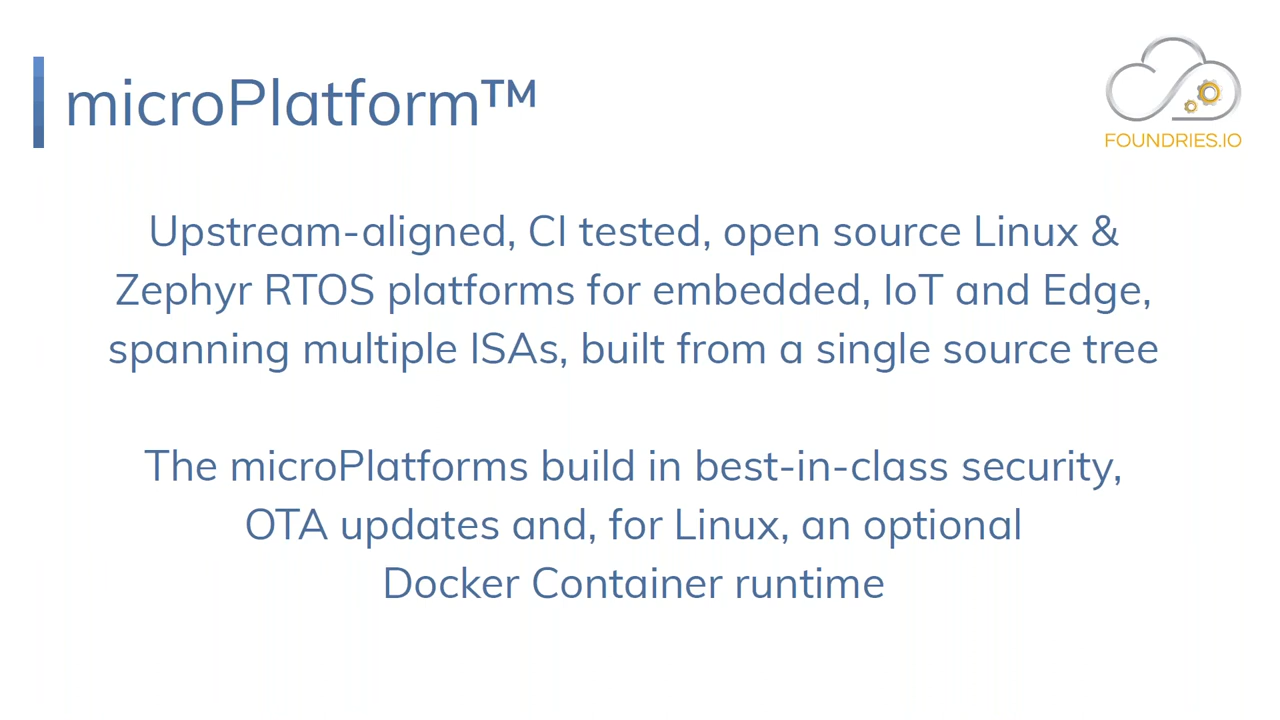 microPlatform™
FOUNDRIES.IO
Upstream-aligned, CI tested, open source Linux &
Zephyr RTOS platforms for embedded, IoT and Edge,
spanning multiple ISAs, built from a single source tree
The microPlatforms build in best-in-class security,
OTA updates and, for Linux, an optional
Docker Container runtime